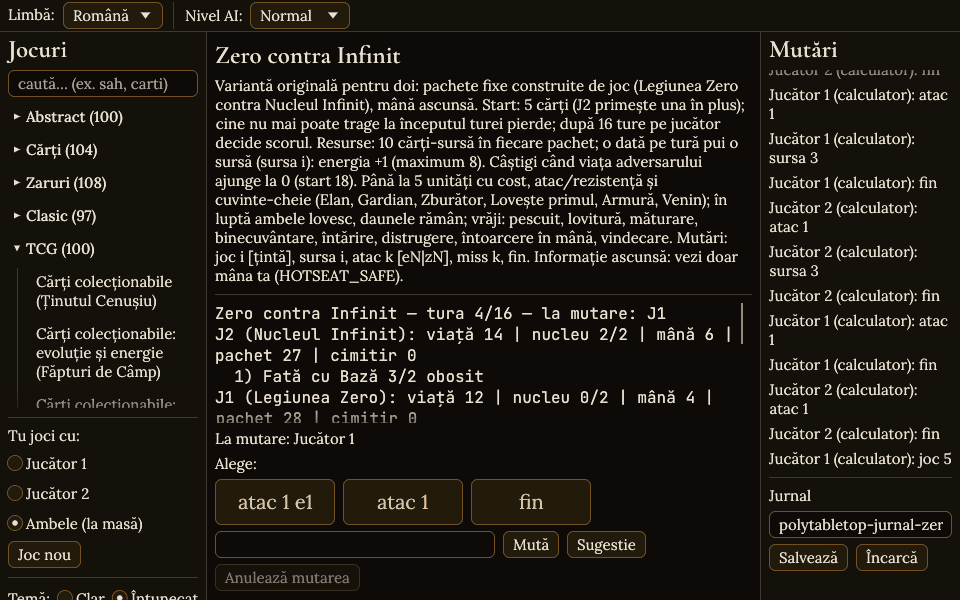 Limbă: Română Nivel AI: Normal
Jocuri
caută... (ex. sah, carti)
Abstract (100)
Cărți (104)
Zaruri (108)
Clasic (97)
TCG (100)
Cărți colecționabile
(Ținutul Cenușiu)
Cărți colecționabile:
evoluție și energie
(Făpturi de Câmp)
Cărți colecționabile:
Tu joci cu:
Jucător 1
Jucător 2
Ambele (la masă)
Joc nou
Temă: Clar Întunecat
Zero contra Infinit
Variantă originală pentru doi: pachete fixe construite de joc (Legiunea Zero
contra Nucleul Infinit), mână ascunsă. Start: 5 cărți (J2 primește una în plus);
cine nu mai poate trage la începutul turei pierde; după 16 ture pe jucător
decide scorul. Resurse: 10 cărți-sursă în fiecare pachet; o dată pe tură pui o
sursă (sursa i): energia +1 (maximum 8). Câștigi când viața adversarului
ajunge la 0 (start 18). Până la 5 unități cu cost, atac/rezistență și
cuvinte-cheie (Elan, Gardian, Zburător, Lovește primul, Armură, Venin); în
luptă ambele lovesc, daunele rămân; vrăji: pescuit, lovitură, măturare,
binecuvântare, întărire, distrugere, întoarcere în mână, vindecare. Mutări:
joc i [țintă], sursa i, atac k [eN|zN], miss k, fin. Informație ascunsă: vezi doar
mâna ta (HOTSEAT_SAFE).
Zero contra Infinit — tura 4/16 — la mutare: J1
J2 (Nucleul Infinit): viață 14 | nucleu 2/2 | mână 6 |
pachet 27 | cimitir 0
1) Fată cu Bază 3/2 obosit
J1 (Legiunea Zero): viață 12 | nucleu 0/2 | mână 4 |
pachet 28 | cimitir 0
La mutare: Jucător 1
Alege:
atac 1 e1 atac 1 fin
Mută Sugestie
Anulează mutarea
Mutări
Jucător 2 (calculator): fin
Jucător 1 (calculator): atac
1
Jucător 1 (calculator):
sursa 3
Jucător 1 (calculator): fin
Jucător 2 (calculator):
atac 1
Jucător 2 (calculator):
sursa 3
Jucător 2 (calculator): fin
Jucător 1 (calculator): atac
1
Jucător 1 (calculator): fin
Jucător 2 (calculator):
atac 1
Jucător 2 (calculator): fin
Jucător 1 (calculator): joc 5
Jurnal
polytabletop-jurnal-zer
Salvează Încarcă